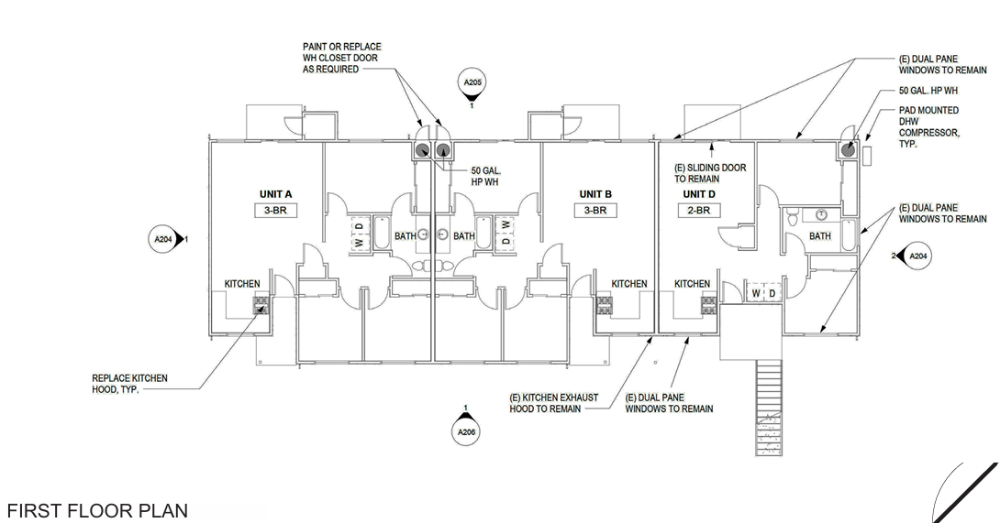 PAINT OR REPLACE
WH CLOSET DOOR
AS REQUIRED
A205
1
(E) DUAL PANE
WINDOWS TO REMAIN
50 GAL. HP WH
PAD MOUNTED
DHW
COMPRESSOR,
TYP.
50 GAL.
HP WH
(E) SLIDING DOOR
TO REMAIN
UNIT A
3-BR
UNIT B
3-BR
UNIT D
2-BR
(E) DUAL PANE
WINDOWS TO REMAIN
A204
1
W D
BATH
BATH
D W
BATH
2
A204
KITCHEN
KITCHEN
KITCHEN
W D
REPLACE KITCHEN
HOOD, TYP.
(E) KITCHEN EXHAUST
HOOD TO REMAIN
(E) DUAL PANE
WINDOWS TO REMAIN
1
A206
FIRST FLOOR PLAN